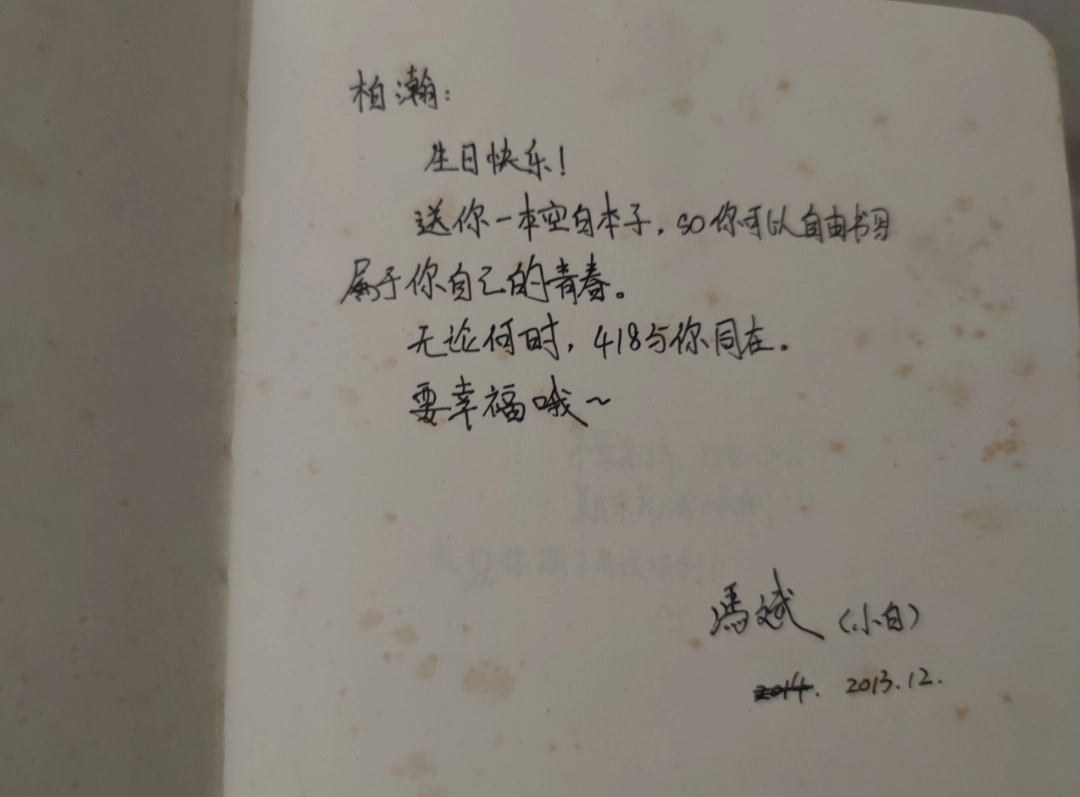 柏瀚：
生日快乐！
送你一本空白本子，so你可以自由书写
属于你自己的青春。
无论何时，418与你同在。
要幸福哦～
冯斌（小白）
2014. 2013.12.